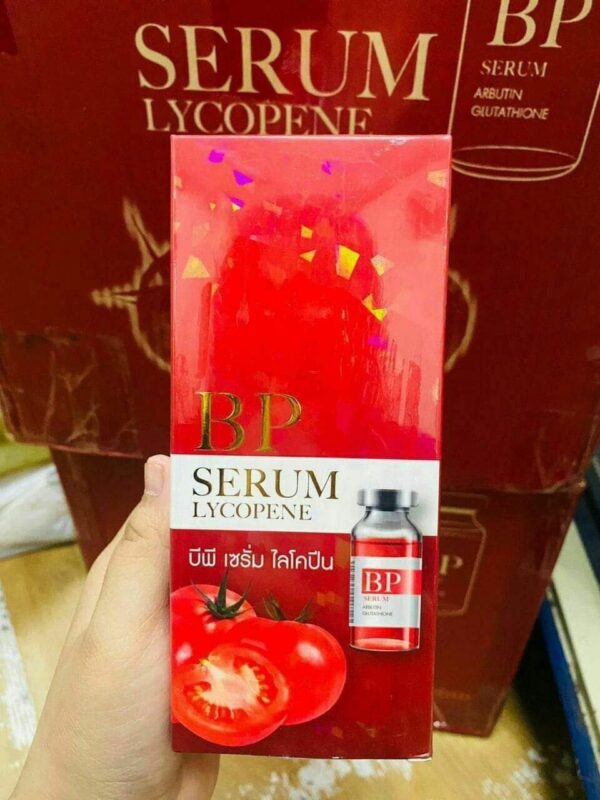 SERUM
LYCOPENE
BP
SERUM
ARBUTIN
GLUTATHIONE
BP
SERUM
LYCOPENE
บีพี เซรั่ม ไลโคปีน
BP
SERUM
ARBUTIN
GLUTATHIONE
BP